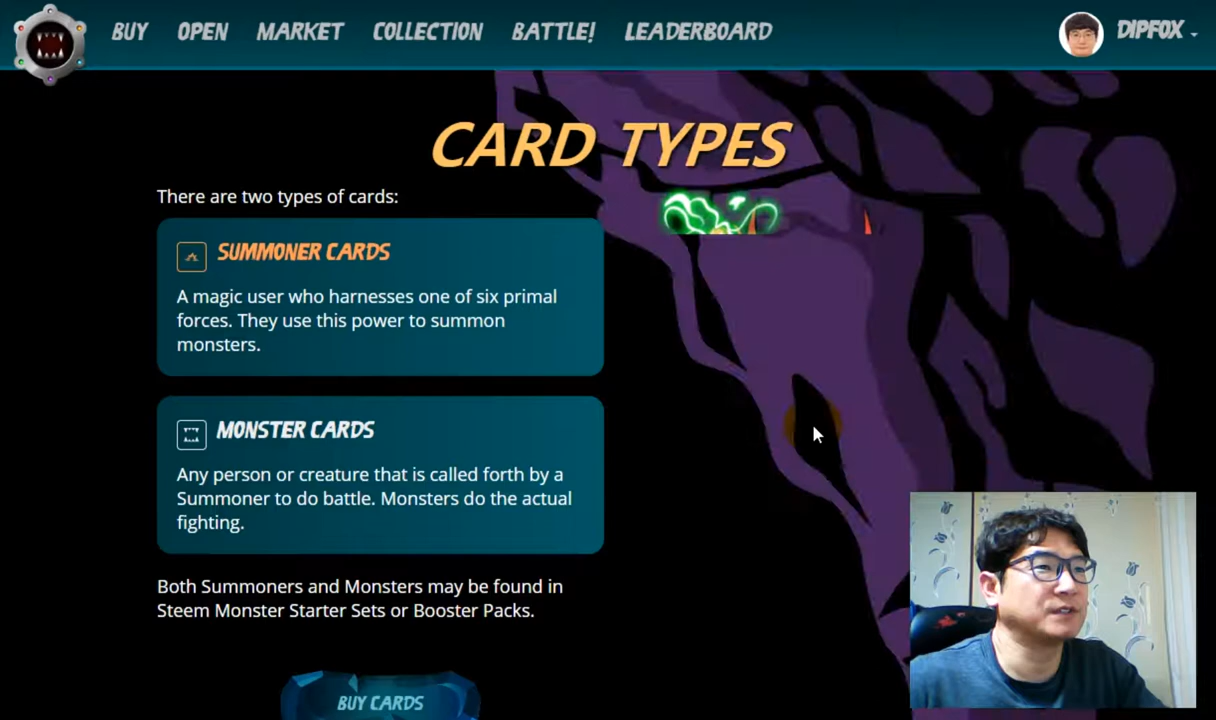 BUY OPEN MARKET COLLECTION BATTLE! LEADERBOARD DIPFOX
CARD TYPES
There are two types of cards:
SUMMONER CARDS
A magic user who harnesses one of six primal
forces. They use this power to summon
monsters.
MONSTER CARDS
Any person or creature that is called forth by a
Summoner to do battle. Monsters do the actual
fighting.
Both Summoners and Monsters may be found in
Steem Monster Starter Sets or Booster Packs.
BUY CARDS